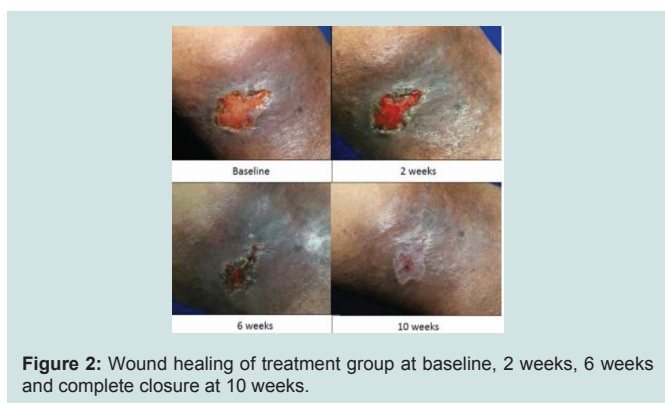 Baseline
2 weeks
6 weeks
10 weeks
Figure 2: Wound healing of treatment group at baseline, 2 weeks, 6 weeks
and complete closure at 10 weeks.